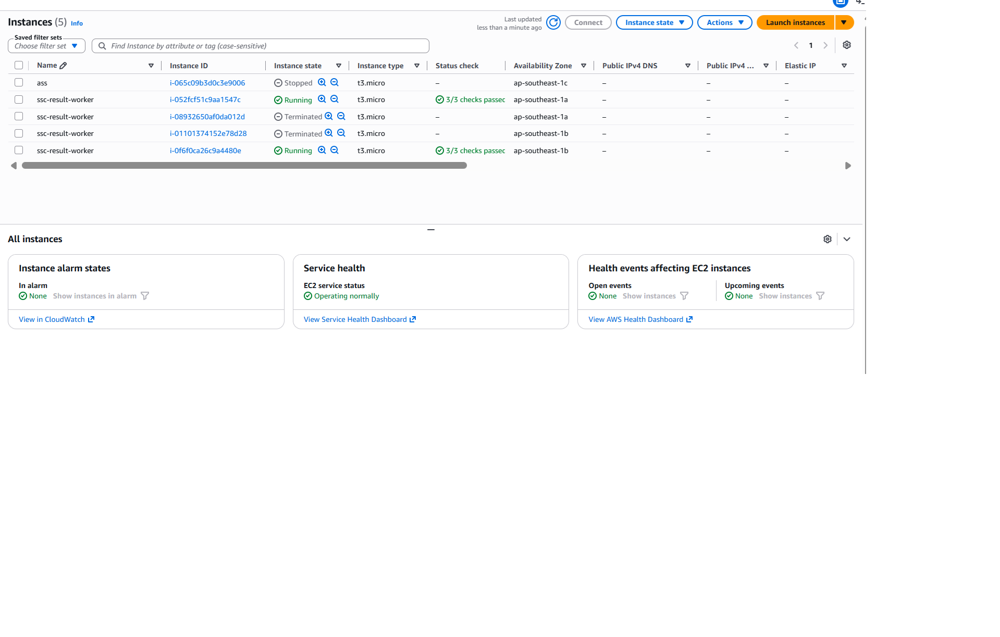 Instances (5) Info
Last updated
less than a minute ago
Connect
Instance state
Actions
Launch instances
Saved filter sets
Choose filter set
Find Instance by attribute or tag (case-sensitive)
1
Name Instance ID Instance state Instance type Status check Availability Zone Public IPv4 DNS Public IPv4 ... Elastic IP
ass i-065c09b3d0c3e9006 Stopped t3.micro – ap-southeast-1c – – –
ssc-result-worker i-052fcf51c9aa1547c Running t3.micro 3/3 checks passec ap-southeast-1a – – –
ssc-result-worker i-08932650af0da012d Terminated t3.micro – ap-southeast-1a – – –
ssc-result-worker i-01101374152e78d28 Terminated t3.micro – ap-southeast-1b – – –
ssc-result-worker i-0f6f0ca26c9a4480e Running t3.micro 3/3 checks passec ap-southeast-1b – – –
All instances
Instance alarm states
In alarm
None Show instances in alarm
View in CloudWatch
Service health
EC2 service status
Operating normally
View Service Health Dashboard
Health events affecting EC2 instances
Open events
None Show instances
Upcoming events
None Show instances
View AWS Health Dashboard